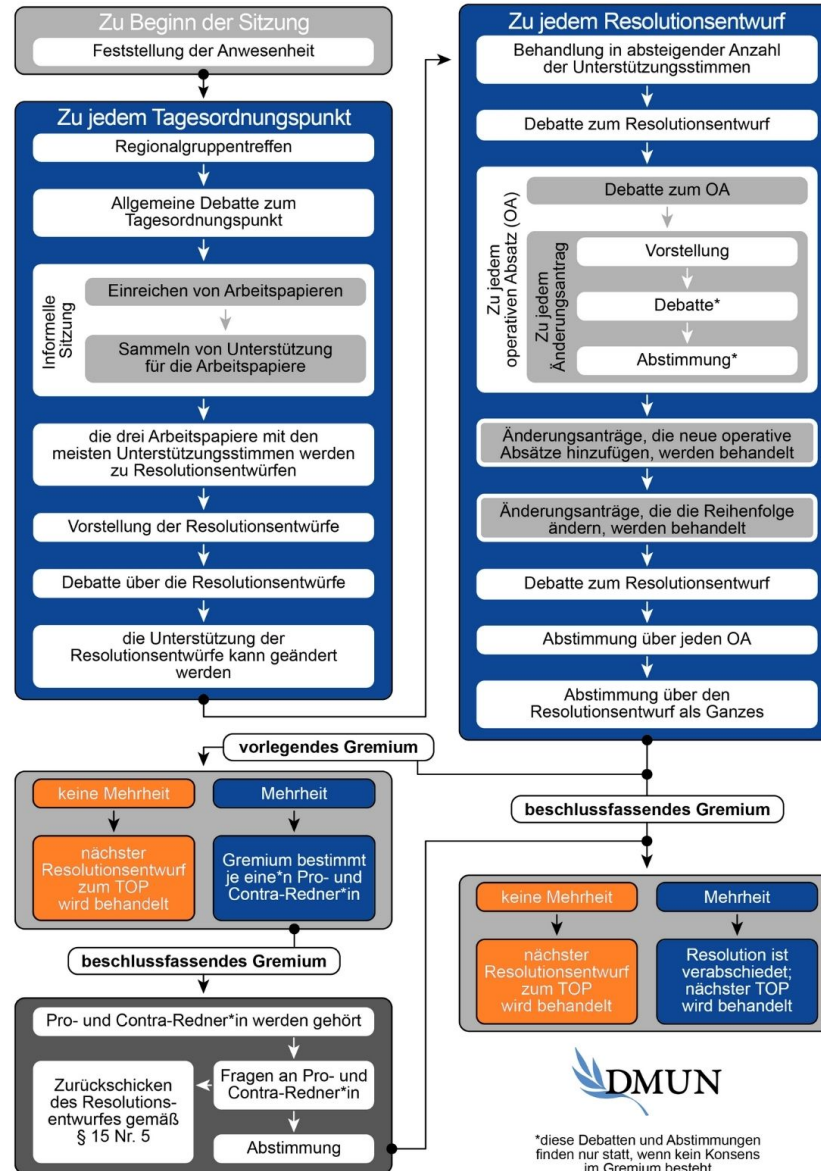 Zu Beginn der Sitzung
Feststellung der Anwesenheit
Zu jedem Tagesordnungspunkt
Regionalgruppentreffen
Allgemeine Debatte zum
Tagesordnungspunkt
Informelle
Sitzung
Einreichen von Arbeitspapieren
Sammeln von Unterstützung
für die Arbeitspapiere
die drei Arbeitspapiere mit den
meisten Unterstützungsstimmen werden
zu Resolutionsentwürfen
Vorstellung der Resolutionsentwürfe
Debatte über die Resolutionsentwürfe
die Unterstützung der
Resolutionsentwürfe kann geändert
werden
Zu jedem Resolutionsentwurf
Behandlung in absteigender Anzahl
der Unterstützungsstimmen
Debatte zum Resolutionsentwurf
Zu jedem
operativen Absatz (OA)
Debatte zum OA
Zu jedem
Änderungsantrag
Vorstellung
Debatte*
Abstimmung*
Änderungsanträge, die neue operative
Absätze hinzufügen, werden behandelt
Änderungsanträge, die die Reihenfolge
ändern, werden behandelt
Debatte zum Resolutionsentwurf
Abstimmung über jeden OA
Abstimmung über den
Resolutionsentwurf als Ganzes
vorlegendes Gremium
keine Mehrheit
nächster
Resolutionsentwurf
zum TOP
wird behandelt
Mehrheit
Gremium bestimmt
je eine*n Pro- und
Contra-Redner*in
beschlussfassendes Gremium
Pro- und Contra-Redner*in werden gehört
Fragen an Pro- und
Contra-Redner*in
Zurückschicken
des Resolutions-
entwurfes gemäß
§ 15 Nr. 5
Abstimmung
beschlussfassendes Gremium
keine Mehrheit
nächster
Resolutionsentwurf
zum TOP
wird behandelt
Mehrheit
Resolution ist
verabschiedet;
nächster TOP
wird behandelt
DMUN
*diese Debatten und Abstimmungen
finden nur statt, wenn kein Konsens
im Gremium besteht